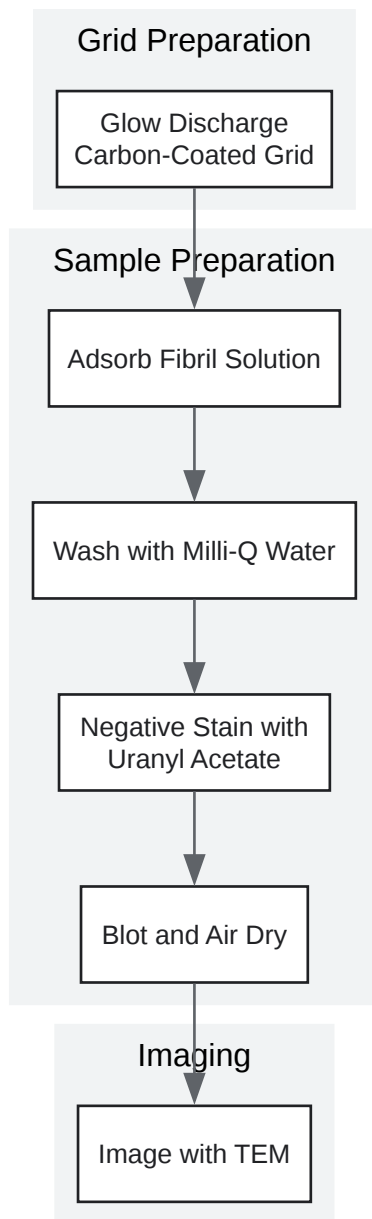 Grid Preparation
Glow Discharge
Carbon-Coated Grid
Sample Preparation
Adsorb Fibril Solution
Wash with Milli-Q Water
Negative Stain with
Uranyl Acetate
Blot and Air Dry
Imaging
Image with TEM